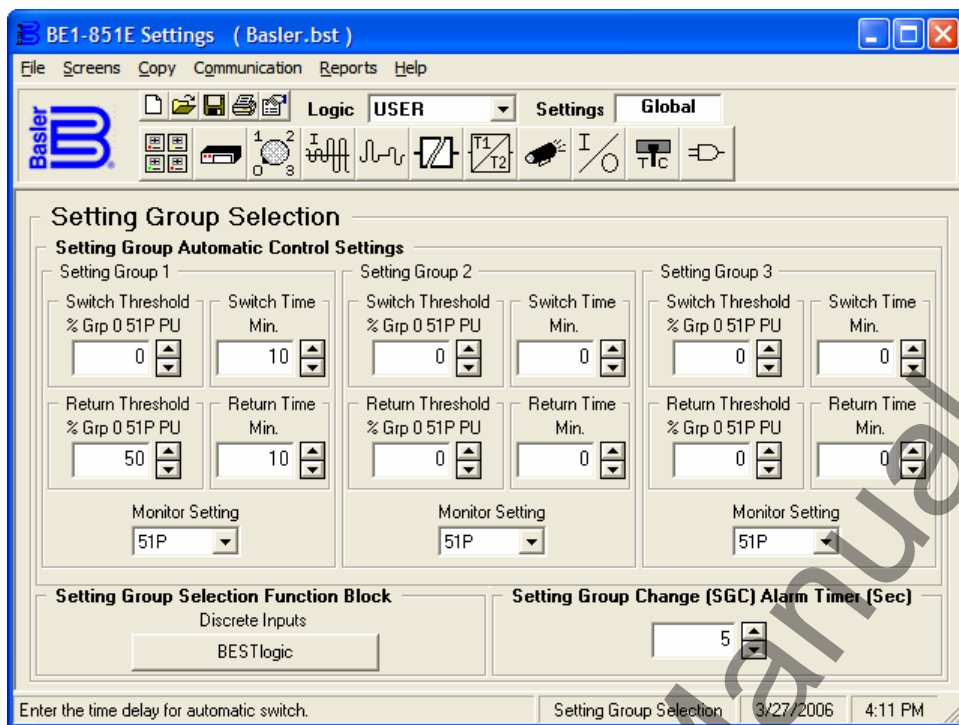 BE1-851E Settings ( Basler.bst )
File Screens Copy Communication Reports Help
Basler
Logic USER Settings Global
1 2 0 3 I T1 T2 I O T C
Setting Group Selection
Setting Group Automatic Control Settings
Setting Group 1 Setting Group 2 Setting Group 3
Switch Threshold Switch Time Switch Threshold Switch Time Switch Threshold Switch Time
% Grp 0 51P PU Min. % Grp 0 51P PU Min. % Grp 0 51P PU Min.
0 10 0 0 0 0
Return Threshold Return Time Return Threshold Return Time Return Threshold Return Time
% Grp 0 51P PU Min. % Grp 0 51P PU Min. % Grp 0 51P PU Min.
50 10 0 0 0 0
Monitor Setting Monitor Setting Monitor Setting
51P 51P 51P
Setting Group Selection Function Block Setting Group Change (SGC) Alarm Timer (Sec)
Discrete Inputs
BESTlogic 5
Enter the time delay for automatic switch. Setting Group Selection 3/27/2006 4:11 PM
Manual